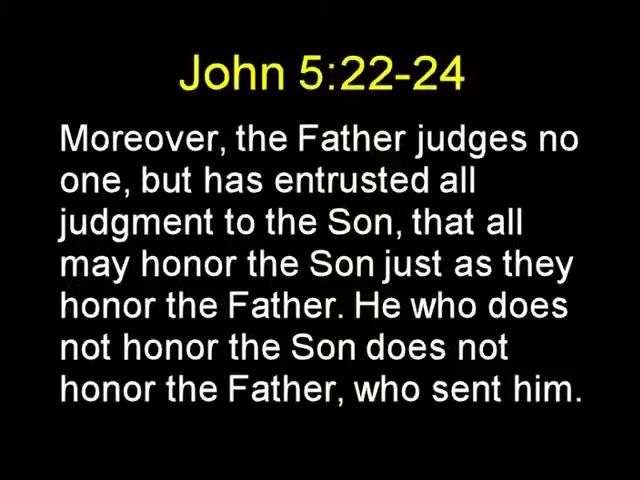 John 5:22-24
Moreover, the Father judges no
one, but has entrusted all
judgment to the Son, that all
may honor the Son just as they
honor the Father. He who does
not honor the Son does not
honor the Father, who sent him.